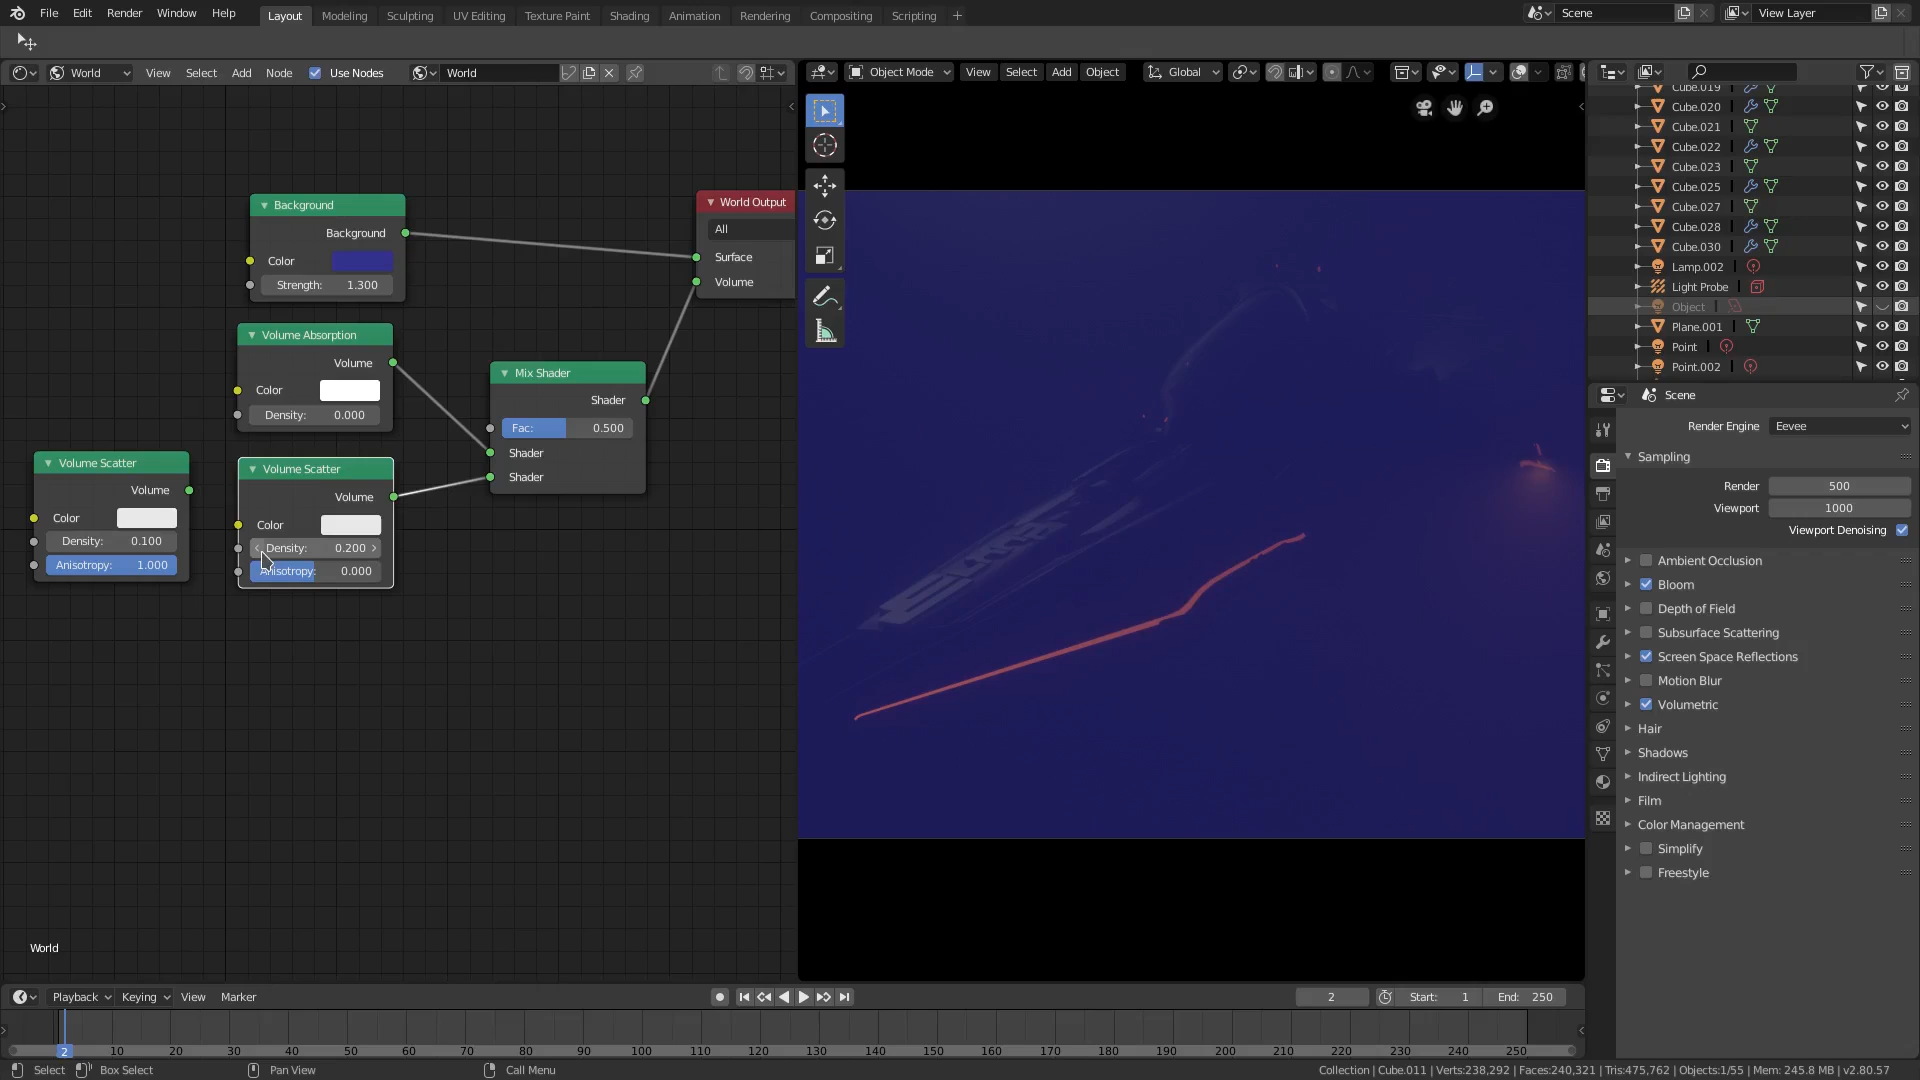 File Edit Render Window Help Layout Modeling Sculpting UV Editing Texture Paint Shading Animation Rendering Compositing Scripting + Scene View Layer
World View Select Add Node Use Nodes World
Object Mode View Select Add Object Global
Background
Background
Color
Strength: 1.300
Volume Absorption
Volume
Color
Density: 0.000
Volume Scatter
Volume
Color
Density: 0.100
Anisotropy: 1.000
Volume Scatter
Volume
Color
Density: 0.200
Anisotropy: 0.000
Mix Shader
Shader
Fac: 0.500
Shader
Shader
World Output
All
Surface
Volume
World
Cube.019
Cube.020
Cube.021
Cube.022
Cube.023
Cube.025
Cube.027
Cube.028
Cube.030
Lamp.002
Light Probe
Object
Plane.001
Point
Point.002
Scene
Render Engine Eevee
Sampling
Render 500
Viewport 1000
Viewport Denoising
Ambient Occlusion
Bloom
Depth of Field
Subsurface Scattering
Screen Space Reflections
Motion Blur
Volumetric
Hair
Shadows
Indirect Lighting
Film
Color Management
Simplify
Freestyle
Playback Keying View Marker 2 Start: 1 End: 250
2 10 20 30 40 50 60 70 80 90 100 110 120 130 140 150 160 170 180 190 200 210 220 230 240 250
Select Box Select Pan View Call Menu Collection | Cube.011 | Verts:238,292 | Faces:240,321 | Tris:475,762 | Objects:1/55 | Mem: 245.8 MB | v2.80.57